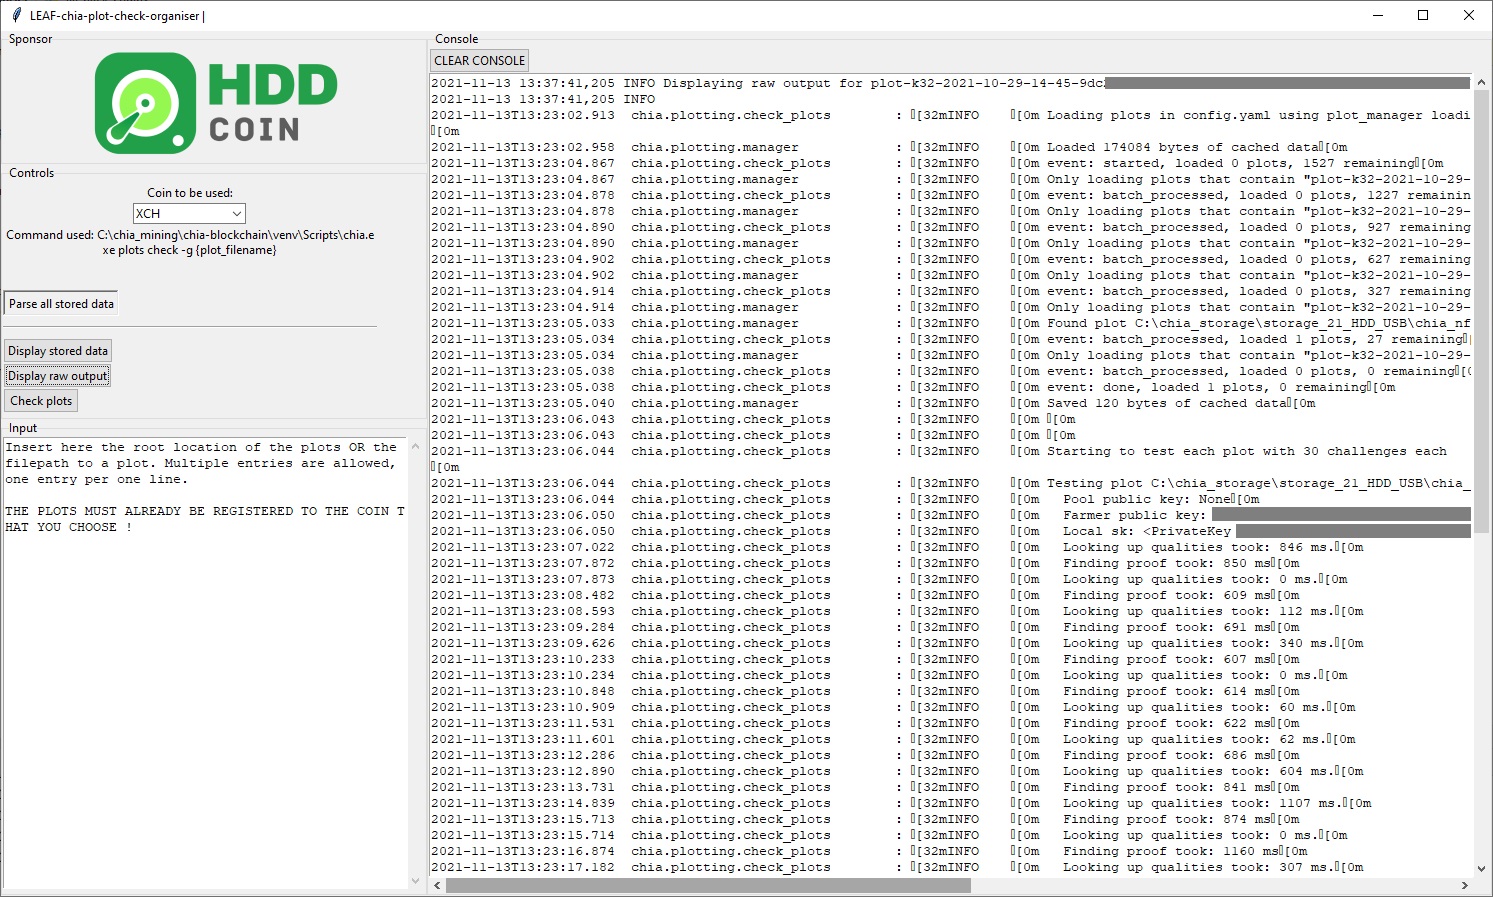 LEAF-chia-plot-check-organiser |
Sponsor
HDD
COIN
Controls
Coin to be used:
XCH
Command used: C:\chia_mining\chia-blockchain\venv\Scripts\chia.e
xe plots check -g {plot_filename}
Parse all stored data
Display stored data
Display raw output
Check plots
Input
Insert here the root location of the plots OR the
filepath to a plot. Multiple entries are allowed,
one entry per one line.
THE PLOTS MUST ALREADY BE REGISTERED TO THE COIN T
HAT YOU CHOOSE !
Console
CLEAR CONSOLE
2021-11-13 13:37:41,205 INFO Displaying raw output for plot-k32-2021-10-29-14-45-9dc
2021-11-13 13:37:41,205 INFO
2021-11-13T13:23:02.913 chia.plotting.check_plots : [32mINFO [0m Loading plots in config.yaml using plot_manager loadi
[0m
2021-11-13T13:23:02.958 chia.plotting.manager : [32mINFO [0m Loaded 174084 bytes of cached data[0m
2021-11-13T13:23:04.867 chia.plotting.check_plots : [32mINFO [0m event: started, loaded 0 plots, 1527 remaining[0m
2021-11-13T13:23:04.867 chia.plotting.manager : [32mINFO [0m Only loading plots that contain "plot-k32-2021-10-29-
2021-11-13T13:23:04.878 chia.plotting.check_plots : [32mINFO [0m event: batch_processed, loaded 0 plots, 1227 remainin
2021-11-13T13:23:04.878 chia.plotting.manager : [32mINFO [0m Only loading plots that contain "plot-k32-2021-10-29-
2021-11-13T13:23:04.890 chia.plotting.check_plots : [32mINFO [0m event: batch_processed, loaded 0 plots, 927 remaining
2021-11-13T13:23:04.890 chia.plotting.manager : [32mINFO [0m Only loading plots that contain "plot-k32-2021-10-29-
2021-11-13T13:23:04.902 chia.plotting.check_plots : [32mINFO [0m event: batch_processed, loaded 0 plots, 627 remaining
2021-11-13T13:23:04.902 chia.plotting.manager : [32mINFO [0m Only loading plots that contain "plot-k32-2021-10-29-
2021-11-13T13:23:04.914 chia.plotting.check_plots : [32mINFO [0m event: batch_processed, loaded 0 plots, 327 remaining
2021-11-13T13:23:04.914 chia.plotting.manager : [32mINFO [0m Only loading plots that contain "plot-k32-2021-10-29-
2021-11-13T13:23:05.033 chia.plotting.manager : [32mINFO [0m Found plot C:\chia_storage\storage_21_HDD_USB\chia_nf
2021-11-13T13:23:05.034 chia.plotting.check_plots : [32mINFO [0m event: batch_processed, loaded 1 plots, 27 remaining
2021-11-13T13:23:05.034 chia.plotting.manager : [32mINFO [0m Only loading plots that contain "plot-k32-2021-10-29-
2021-11-13T13:23:05.038 chia.plotting.check_plots : [32mINFO [0m event: batch_processed, loaded 0 plots, 0 remaining[0
2021-11-13T13:23:05.038 chia.plotting.check_plots : [32mINFO [0m event: done, loaded 1 plots, 0 remaining[0m
2021-11-13T13:23:05.040 chia.plotting.manager : [32mINFO [0m Saved 120 bytes of cached data[0m
2021-11-13T13:23:06.043 chia.plotting.check_plots : [32mINFO [0m [0m
2021-11-13T13:23:06.043 chia.plotting.check_plots : [32mINFO [0m [0m
2021-11-13T13:23:06.044 chia.plotting.check_plots : [32mINFO [0m Starting to test each plot with 30 challenges each
[0m
2021-11-13T13:23:06.044 chia.plotting.check_plots : [32mINFO [0m Testing plot C:\chia_storage\storage_21_HDD_USB\chia_
2021-11-13T13:23:06.044 chia.plotting.check_plots : [32mINFO [0m Pool public key: None[0m
2021-11-13T13:23:06.050 chia.plotting.check_plots : [32mINFO [0m Farmer public key:
2021-11-13T13:23:06.050 chia.plotting.check_plots : [32mINFO [0m Local sk: <PrivateKey
2021-11-13T13:23:07.022 chia.plotting.check_plots : [32mINFO [0m Looking up qualities took: 846 ms.[0m
2021-11-13T13:23:07.872 chia.plotting.check_plots : [32mINFO [0m Finding proof took: 850 ms[0m
2021-11-13T13:23:07.873 chia.plotting.check_plots : [32mINFO [0m Looking up qualities took: 0 ms.[0m
2021-11-13T13:23:08.482 chia.plotting.check_plots : [32mINFO [0m Finding proof took: 609 ms[0m
2021-11-13T13:23:08.593 chia.plotting.check_plots : [32mINFO [0m Looking up qualities took: 112 ms.[0m
2021-11-13T13:23:09.284 chia.plotting.check_plots : [32mINFO [0m Finding proof took: 691 ms[0m
2021-11-13T13:23:09.626 chia.plotting.check_plots : [32mINFO [0m Looking up qualities took: 340 ms.[0m
2021-11-13T13:23:10.233 chia.plotting.check_plots : [32mINFO [0m Finding proof took: 607 ms[0m
2021-11-13T13:23:10.234 chia.plotting.check_plots : [32mINFO [0m Looking up qualities took: 0 ms.[0m
2021-11-13T13:23:10.848 chia.plotting.check_plots : [32mINFO [0m Finding proof took: 614 ms[0m
2021-11-13T13:23:10.909 chia.plotting.check_plots : [32mINFO [0m Looking up qualities took: 60 ms.[0m
2021-11-13T13:23:11.531 chia.plotting.check_plots : [32mINFO [0m Finding proof took: 622 ms[0m
2021-11-13T13:23:11.601 chia.plotting.check_plots : [32mINFO [0m Looking up qualities took: 62 ms.[0m
2021-11-13T13:23:12.286 chia.plotting.check_plots : [32mINFO [0m Finding proof took: 686 ms[0m
2021-11-13T13:23:12.890 chia.plotting.check_plots : [32mINFO [0m Looking up qualities took: 604 ms.[0m
2021-11-13T13:23:13.731 chia.plotting.check_plots : [32mINFO [0m Finding proof took: 841 ms[0m
2021-11-13T13:23:14.839 chia.plotting.check_plots : [32mINFO [0m Looking up qualities took: 1107 ms.[0m
2021-11-13T13:23:15.713 chia.plotting.check_plots : [32mINFO [0m Finding proof took: 874 ms[0m
2021-11-13T13:23:15.714 chia.plotting.check_plots : [32mINFO [0m Looking up qualities took: 0 ms.[0m
2021-11-13T13:23:16.874 chia.plotting.check_plots : [32mINFO [0m Finding proof took: 1160 ms[0m
2021-11-13T13:23:17.182 chia.plotting.check_plots : [32mINFO [0m Looking up qualities took: 307 ms.[0m